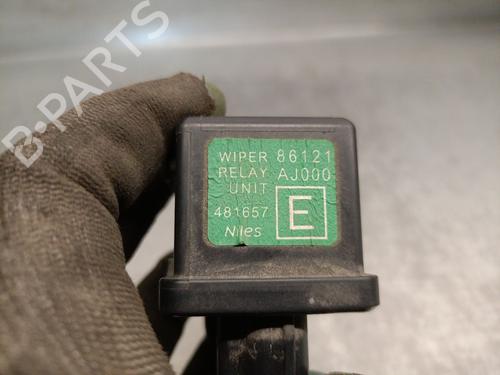 WIPER 86121
RELAY AJ000
UNIT
481657
E
Niles
B-PARTS